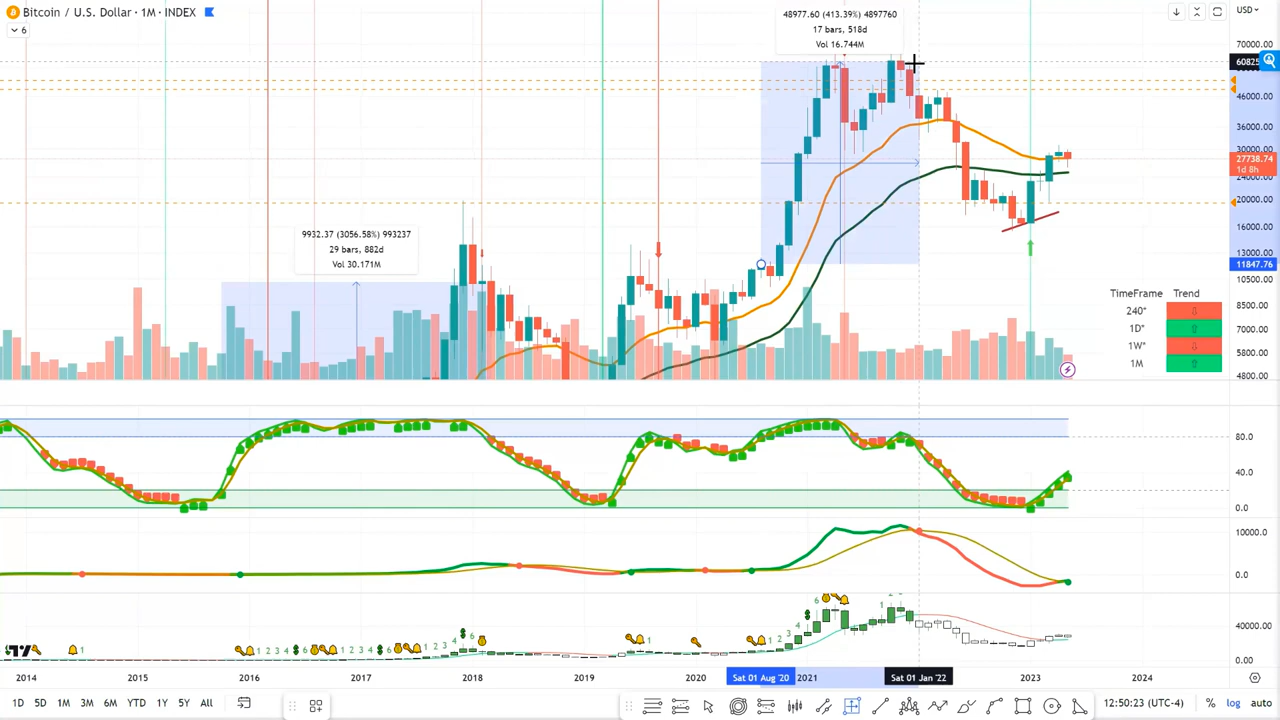 Bitcoin / U.S. Dollar · 1M · INDEX
6
USD
48977.60 (413.39%) 4897760
17 bars, 518d
Vol 16.744M
9932.37 (3056.58%) 993237
29 bars, 882d
Vol 30.171M
70000.00
60825
46000.00
36000.00
30000.00
27738.74
1d 8h
24000.00
20000.00
16000.00
13000.00
11847.76
10500.00
8500.00
7000.00
5800.00
4800.00
TimeFrame Trend
240*
1D*
1W*
1M
80.0
40.0
0.0
10000.0
0.0
40000.00
0.00
2014 2015 2016 2017 2018 2019 2020 Sat 01 Aug '20 2021 Sat 01 Jan '22 2023 2024
1D 5D 1M 3M 6M YTD 1Y 5Y All
12:50:23 (UTC-4) % log auto